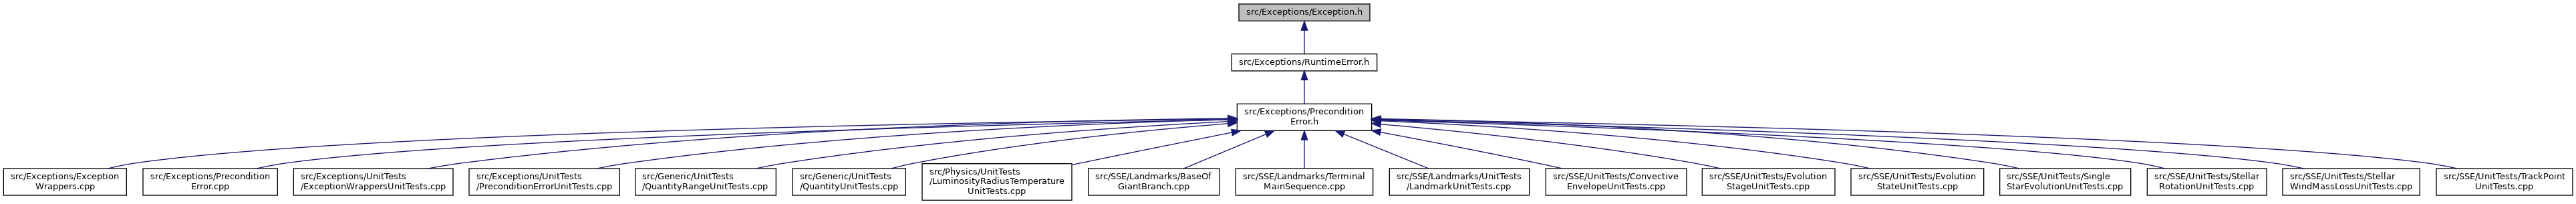 src/Exceptions/Exception.h
src/Exceptions/RuntimeError.h
src/Exceptions/Precondition
Error.h
src/Exceptions/Exception
Wrappers.cpp
src/Exceptions/Precondition
Error.cpp
src/Exceptions/UnitTests
/ExceptionWrappersUnitTests.cpp
src/Exceptions/UnitTests
/PreconditionErrorUnitTests.cpp
src/Generic/UnitTests
/QuantityRangeUnitTests.cpp
src/Generic/UnitTests
/QuantityUnitTests.cpp
src/Physics/UnitTests
/LuminosityRadiusTemperature
UnitTests.cpp
src/SSE/Landmarks/BaseOf
GiantBranch.cpp
src/SSE/Landmarks/Terminal
MainSequence.cpp
src/SSE/Landmarks/UnitTests
/LandmarkUnitTests.cpp
src/SSE/UnitTests/Convective
EnvelopeUnitTests.cpp
src/SSE/UnitTests/Evolution
StageUnitTests.cpp
src/SSE/UnitTests/Evolution
StateUnitTests.cpp
src/SSE/UnitTests/Single
StarEvolutionUnitTests.cpp
src/SSE/UnitTests/Stellar
RotationUnitTests.cpp
src/SSE/UnitTests/Stellar
WindMassLossUnitTests.cpp
src/SSE/UnitTests/TrackPoint
UnitTests.cpp